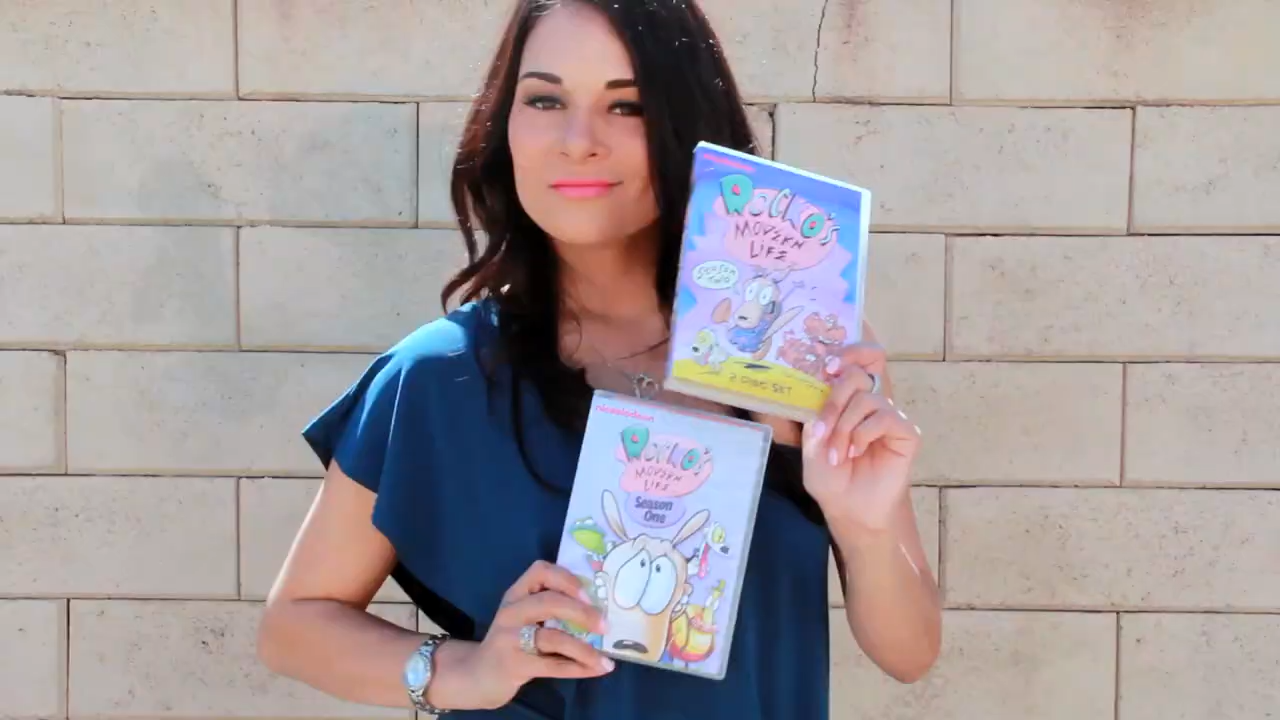 nickelodeon
ROCKO'S
MODERN
LIFE
SEASON
TWO
2 DISC SET
nickelodeon
ROCKO'S
MODERN
LIFE
Season
One